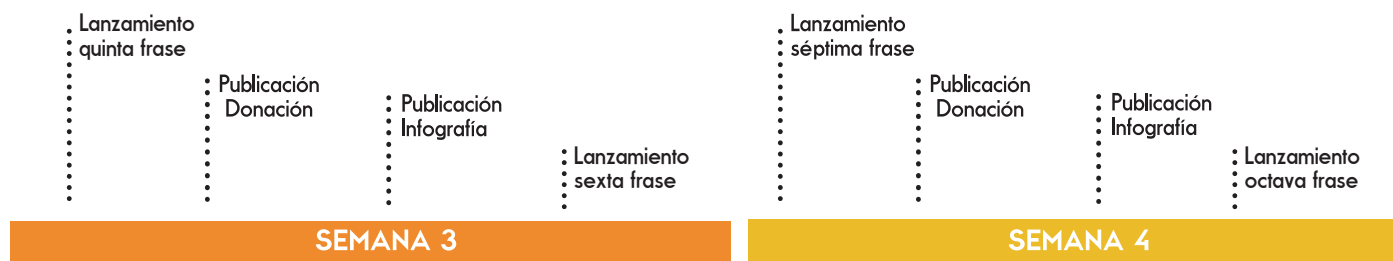 Lanzamiento
quinta frase
Publicación
Donación
Publicación
Infografía
Lanzamiento
sexta frase
SEMANA 3
Lanzamiento
séptima frase
Publicación
Donación
Publicación
Infografía
Lanzamiento
octava frase
SEMANA 4